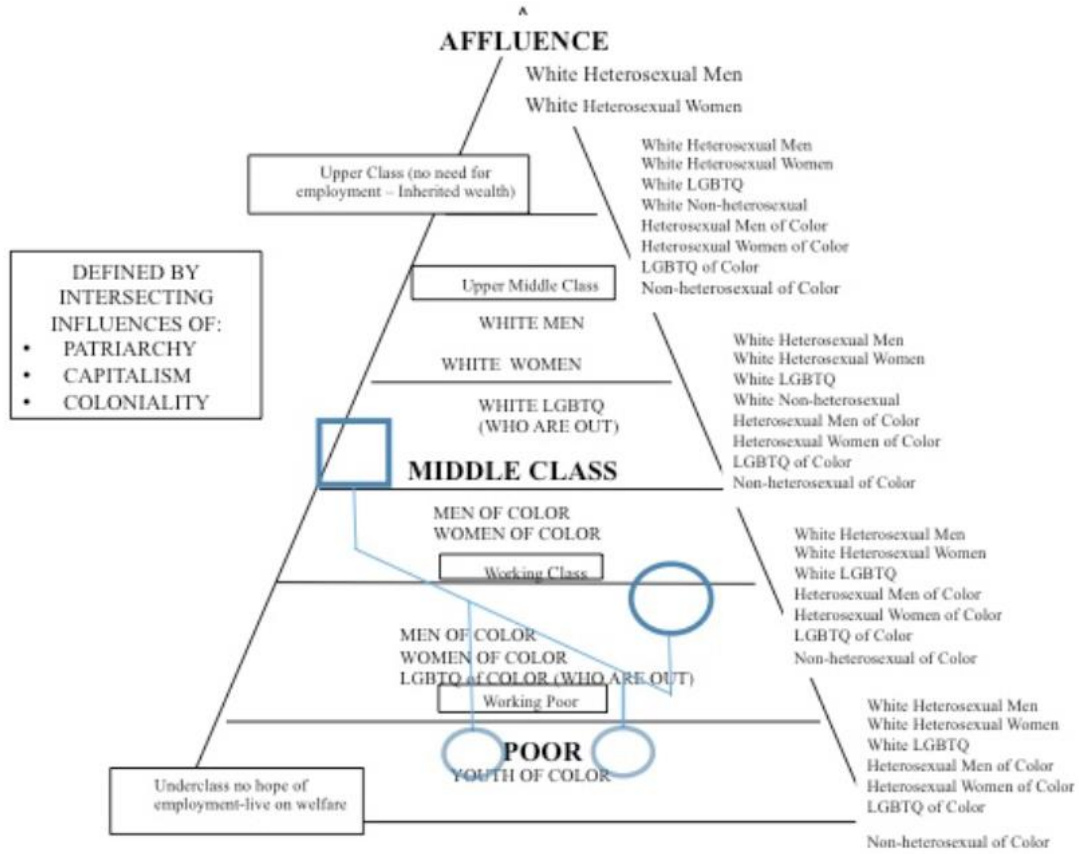 ^
AFFLUENCE
White Heterosexual Men
White Heterosexual Women
Upper Class (no need for
employment – Inherited wealth)
White Heterosexual Men
White Heterosexual Women
White LGBTQ
White Non-heterosexual
Heterosexual Men of Color
Heterosexual Women of Color
LGBTQ of Color
Non-heterosexual of Color
DEFINED BY
INTERSECTING
INFLUENCES OF:
• PATRIARCHY
• CAPITALISM
• COLONIALITY
Upper Middle Class
WHITE MEN
WHITE WOMEN
WHITE LGBTQ
(WHO ARE OUT)
MIDDLE CLASS
White Heterosexual Men
White Heterosexual Women
White LGBTQ
White Non-heterosexual
Heterosexual Men of Color
Heterosexual Women of Color
LGBTQ of Color
Non-heterosexual of Color
MEN OF COLOR
WOMEN OF COLOR
Working Class
White Heterosexual Men
White Heterosexual Women
White LGBTQ
Heterosexual Men of Color
Heterosexual Women of Color
LGBTQ of Color
Non-heterosexual of Color
MEN OF COLOR
WOMEN OF COLOR
LGBTQ of COLOR (WHO ARE OUT)
Working Poor
POOR
YOUTH OF COLOR
White Heterosexual Men
White Heterosexual Women
White LGBTQ
Heterosexual Men of Color
Heterosexual Women of Color
LGBTQ of Color
Non-heterosexual of Color
Underclass no hope of
employment-live on welfare